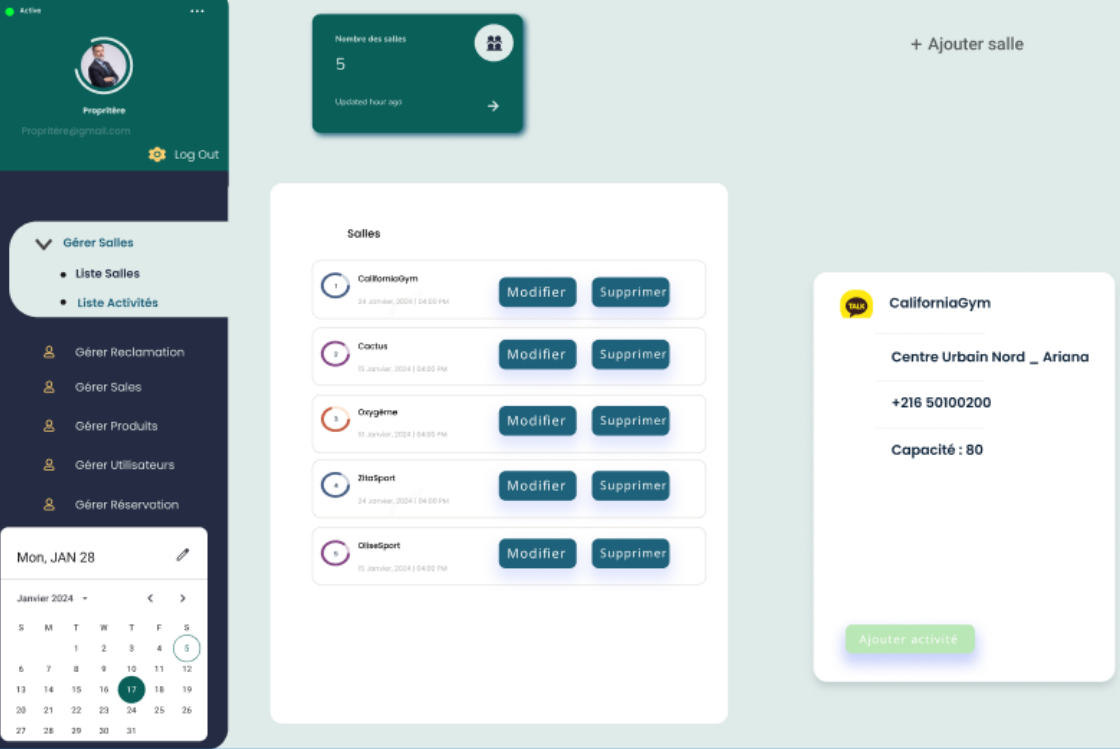 Active
Propritère
Propritère@gmail.com
Log Out
Gérer Salles
Liste Salles
Liste Activités
Gérer Reclamation
Gérer Sales
Gérer Produits
Gérer Utilisateurs
Gérer Réservation
Mon, JAN 28
Janvier 2024
S M T W T F S
1 2 3 4 5
6 7 8 9 10 11 12
13 14 15 16 17 18 19
20 21 22 23 24 25 26
27 28 29 30 31
Nombre des salles
5
Updated hour ago
+ Ajouter salle
Salles
1 CaliforniaGym Modifier Supprimer
24 Janvier, 2024 | 04:00 PM
2 Cactus Modifier Supprimer
15 Janvier, 2024 | 04:00 PM
3 Oxygème Modifier Supprimer
10 Janvier, 2024 | 04:00 PM
4 ZitaSport Modifier Supprimer
24 Janvier, 2024 | 04:00 PM
5 OliseSport Modifier Supprimer
15 Janvier, 2024 | 04:00 PM
TALK
CaliforniaGym
Centre Urbain Nord _ Ariana
+216 50100200
Capacité : 80
Ajouter activité